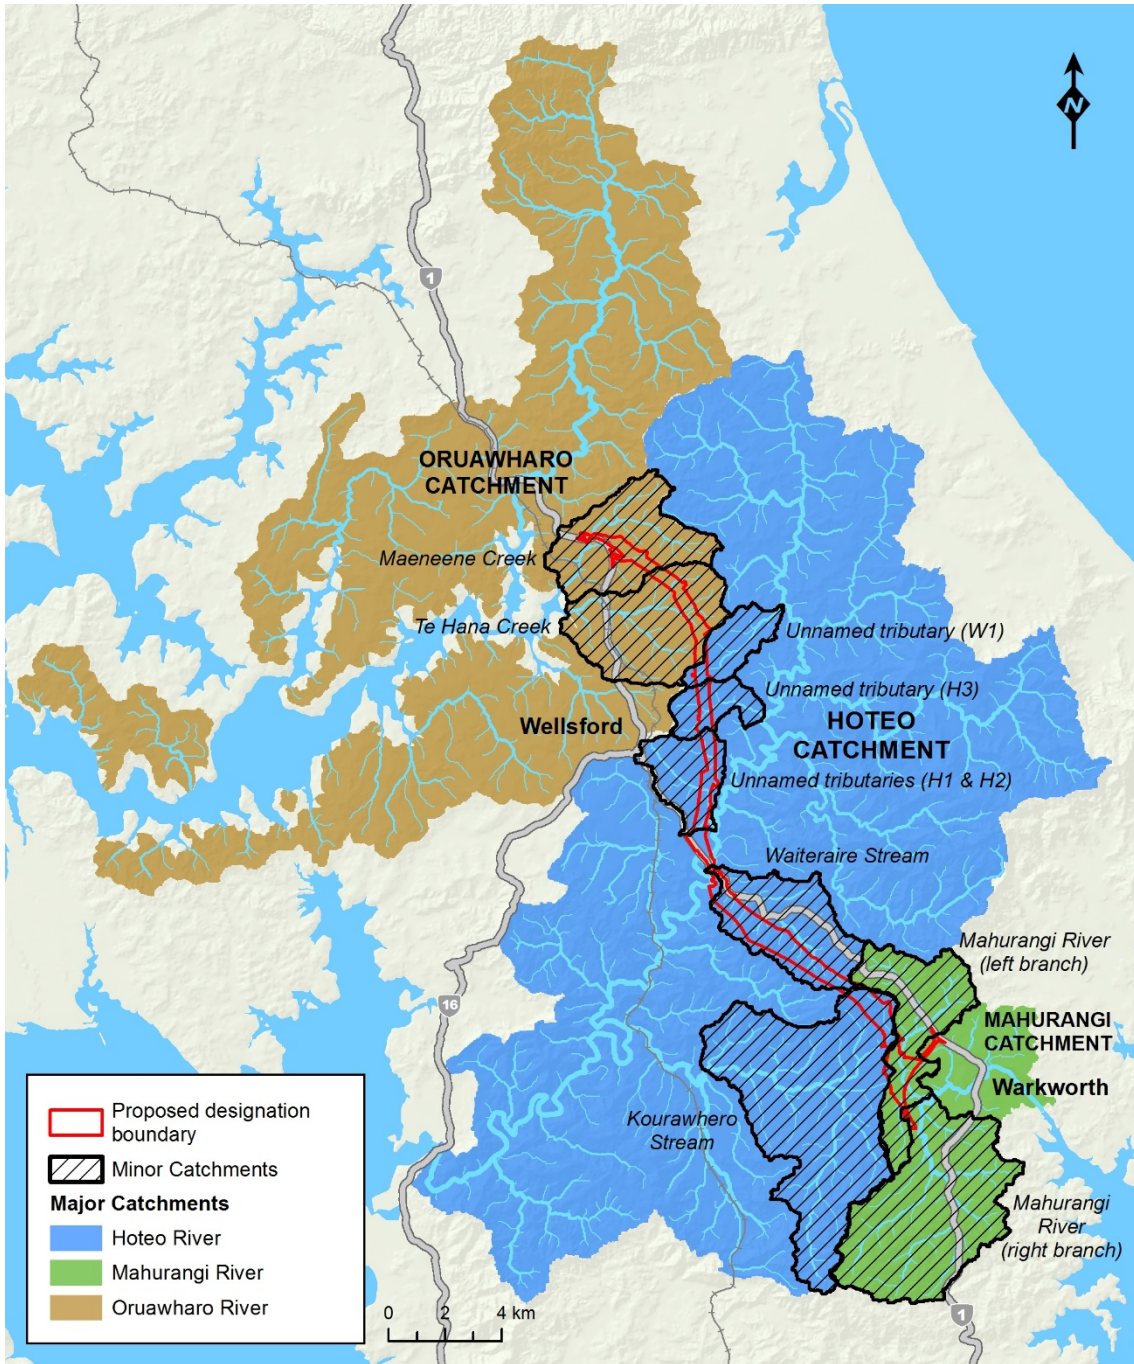 N
1
ORUAWHARO
CATCHMENT
Maeneene Creek
Te Hana Creek
Unnamed tributary (W1)
Unnamed tributary (H3)
Wellsford
HOTEO
CATCHMENT
Unnamed tributaries (H1 & H2)
Waiteraire Stream
Mahurangi River
(left branch)
16
MAHURANGI
CATCHMENT
Warkworth
Kourawhero
Stream
Mahurangi
River
(right branch)
1
Proposed designation
boundary
Minor Catchments
Major Catchments
Hoteo River
Mahurangi River
Oruawharo River
0 2 4 km